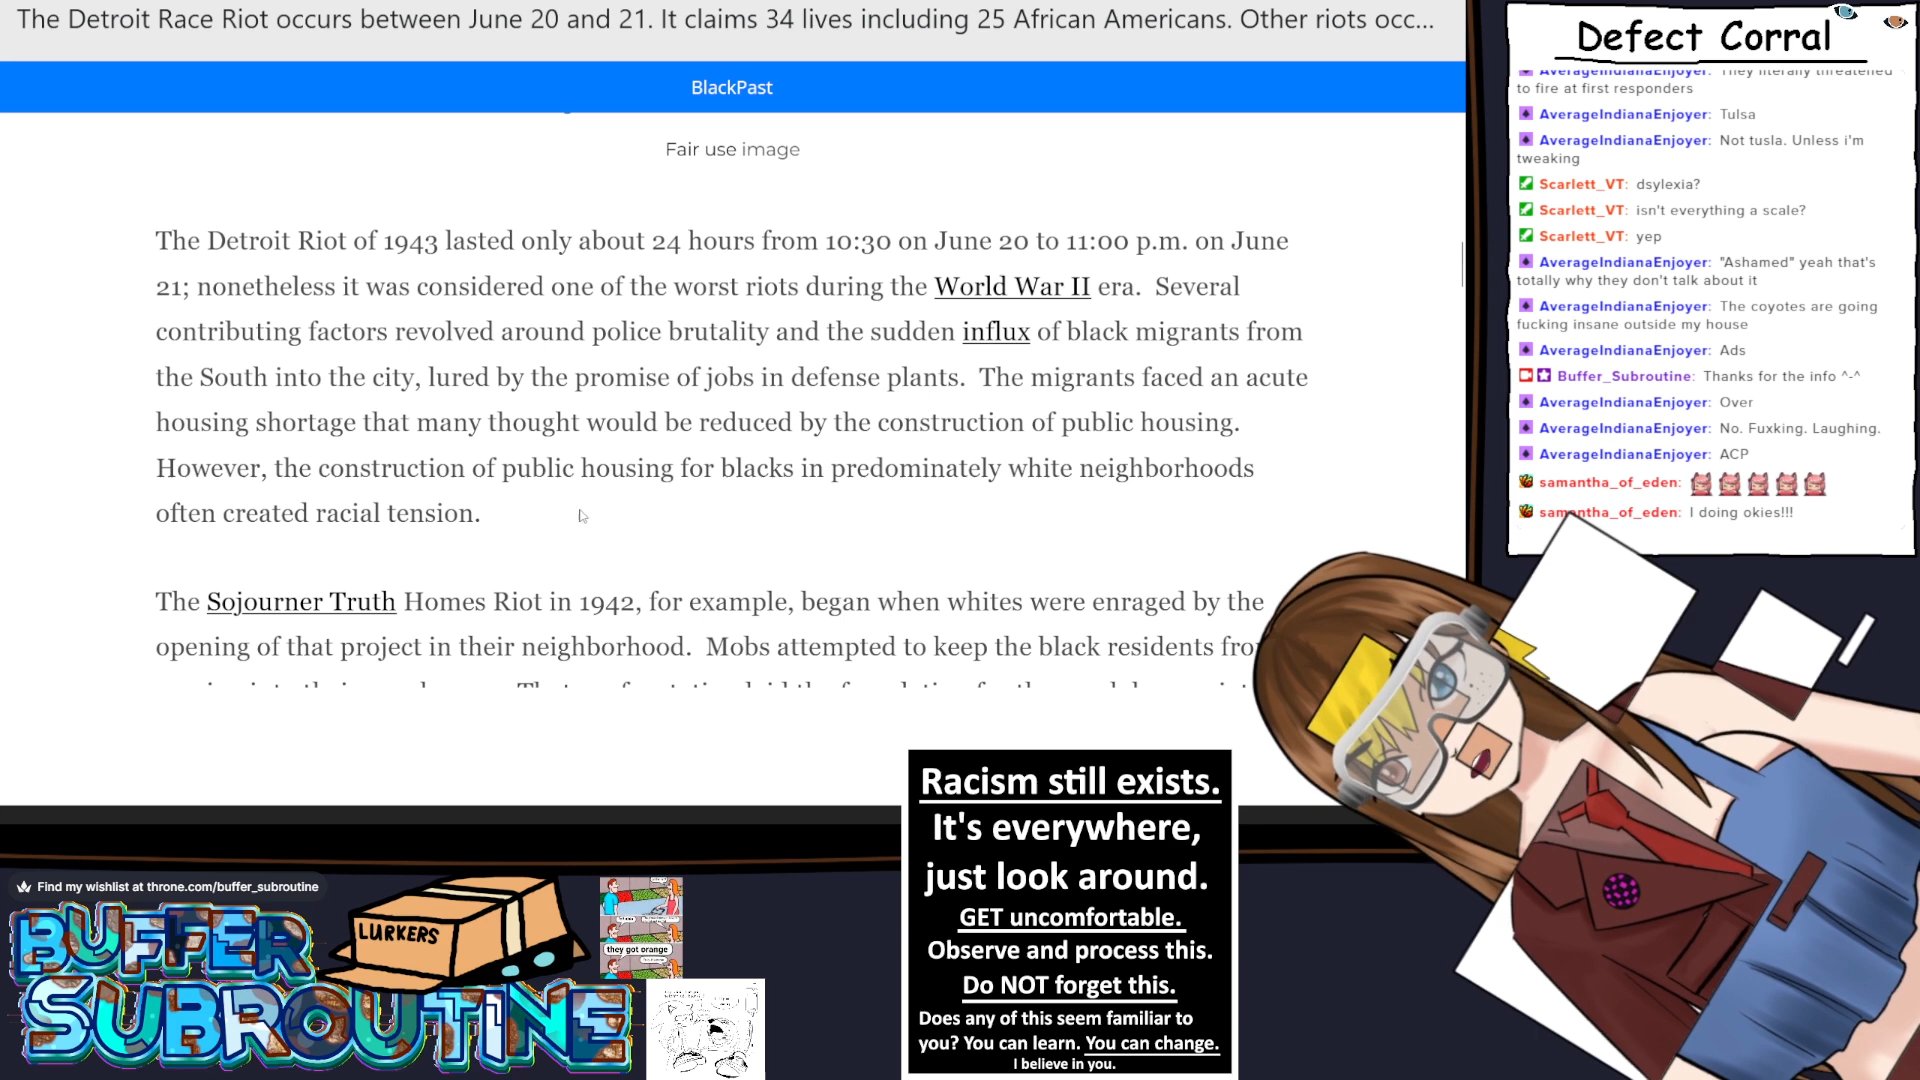 The Detroit Race Riot occurs between June 20 and 21. It claims 34 lives including 25 African Americans. Other riots occ...
BlackPast
Fair use image
The Detroit Riot of 1943 lasted only about 24 hours from 10:30 on June 20 to 11:00 p.m. on June
21; nonetheless it was considered one of the worst riots during the World War II era. Several
contributing factors revolved around police brutality and the sudden influx of black migrants from
the South into the city, lured by the promise of jobs in defense plants. The migrants faced an acute
housing shortage that many thought would be reduced by the construction of public housing.
However, the construction of public housing for blacks in predominately white neighborhoods
often created racial tension.
The Sojourner Truth Homes Riot in 1942, for example, began when whites were enraged by the
opening of that project in their neighborhood. Mobs attempted to keep the black residents fro
Defect Corral
AverageIndianaEnjoyer: They literally threatened
to fire at first responders
AverageIndianaEnjoyer: Tulsa
AverageIndianaEnjoyer: Not tusla. Unless i'm
tweaking
Scarlett_VT: dsylexia?
Scarlett_VT: isn't everything a scale?
Scarlett_VT: yep
AverageIndianaEnjoyer: "Ashamed" yeah that's
totally why they don't talk about it
AverageIndianaEnjoyer: The coyotes are going
fucking insane outside my house
AverageIndianaEnjoyer: Ads
Buffer_Subroutine: Thanks for the info ^-^
AverageIndianaEnjoyer: Over
AverageIndianaEnjoyer: No. Fuxking. Laughing.
AverageIndianaEnjoyer: ACP
samantha_of_eden:
samantha_of_eden: I doing okies!!!
Find my wishlist at throne.com/buffer_subroutine
BUFFER
SUBROUTINE
LURKERS
they got orange
Racism still exists.
It's everywhere,
just look around.
GET uncomfortable.
Observe and process this.
Do NOT forget this.
Does any of this seem familiar to
you? You can learn. You can change.
I believe in you.